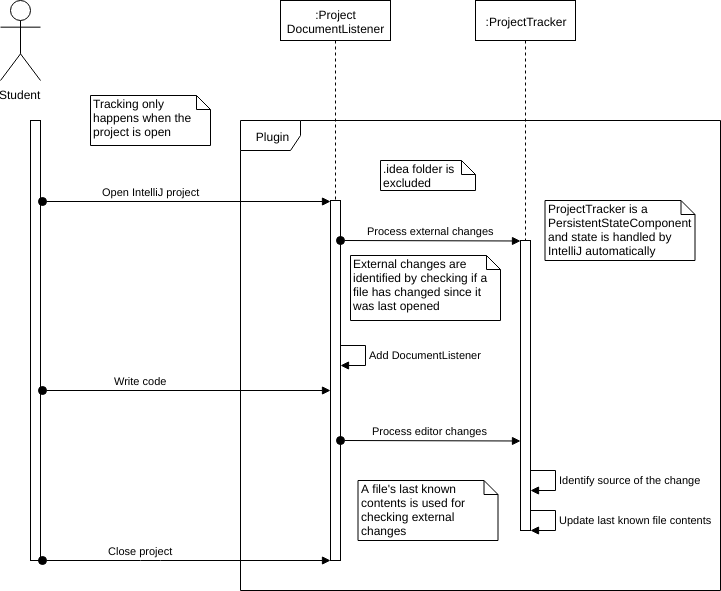 :Project
DocumentListener
:ProjectTracker
Student
Tracking only
happens when the
project is open
Plugin
.idea folder is
excluded
Open IntelliJ project
ProjectTracker is a
PersistentStateComponent
and state is handled by
IntelliJ automatically
Process external changes
External changes are
identified by checking if a
file has changed since it
was last opened
Add DocumentListener
Write code
Process editor changes
Identify source of the change
A file's last known
contents is used for
checking external
changes
Update last known file contents
Close project